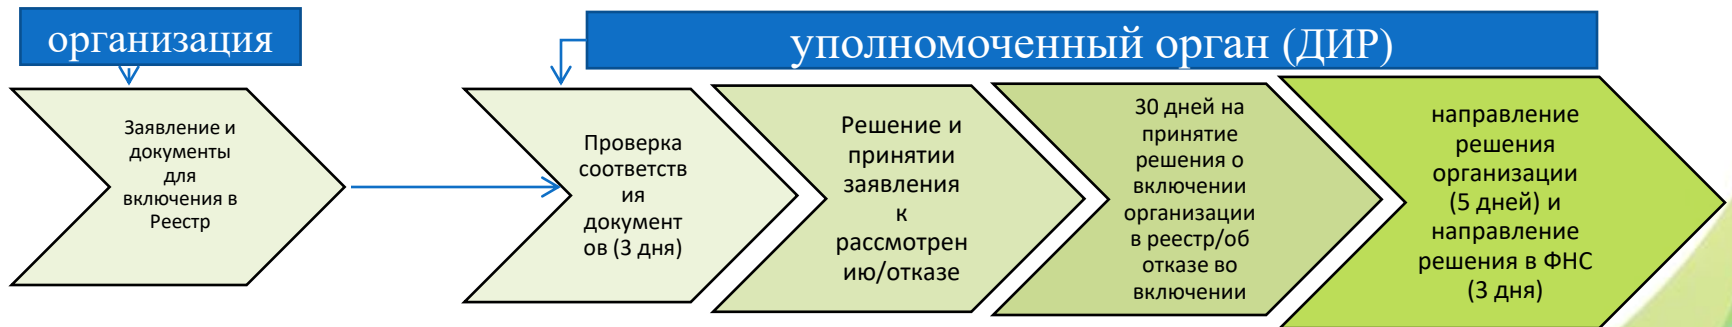 организация
уполномоченный орган (ДИР)
Заявление и
документы
для
включения в
Реестр
Проверка
соответств
ия
документ
ов (3 дня)
Решение и
принятии
заявления
к
рассмотрен
ию/отказе
30 дней на
принятие
решения о
включении
организации
в реестр/об
отказе во
включении
направление
решения
организации
(5 дней) и
направление
решения в ФНС
(3 дня)